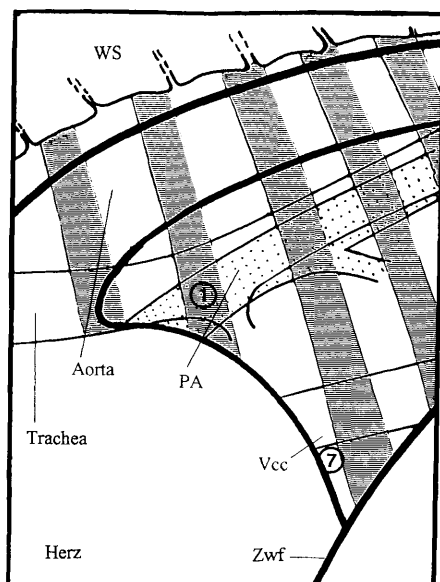 WS
1
Aorta
PA
Trachea
Vcc
7
Herz
Zwf